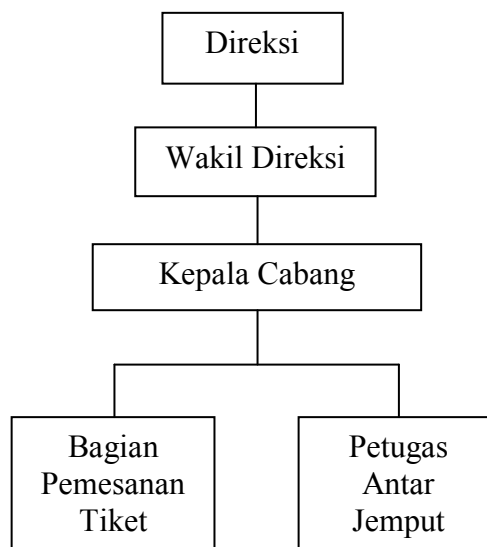 Direksi
Wakil Direksi
Kepala Cabang
Bagian
Pemesanan
Tiket
Petugas
Antar
Jemput